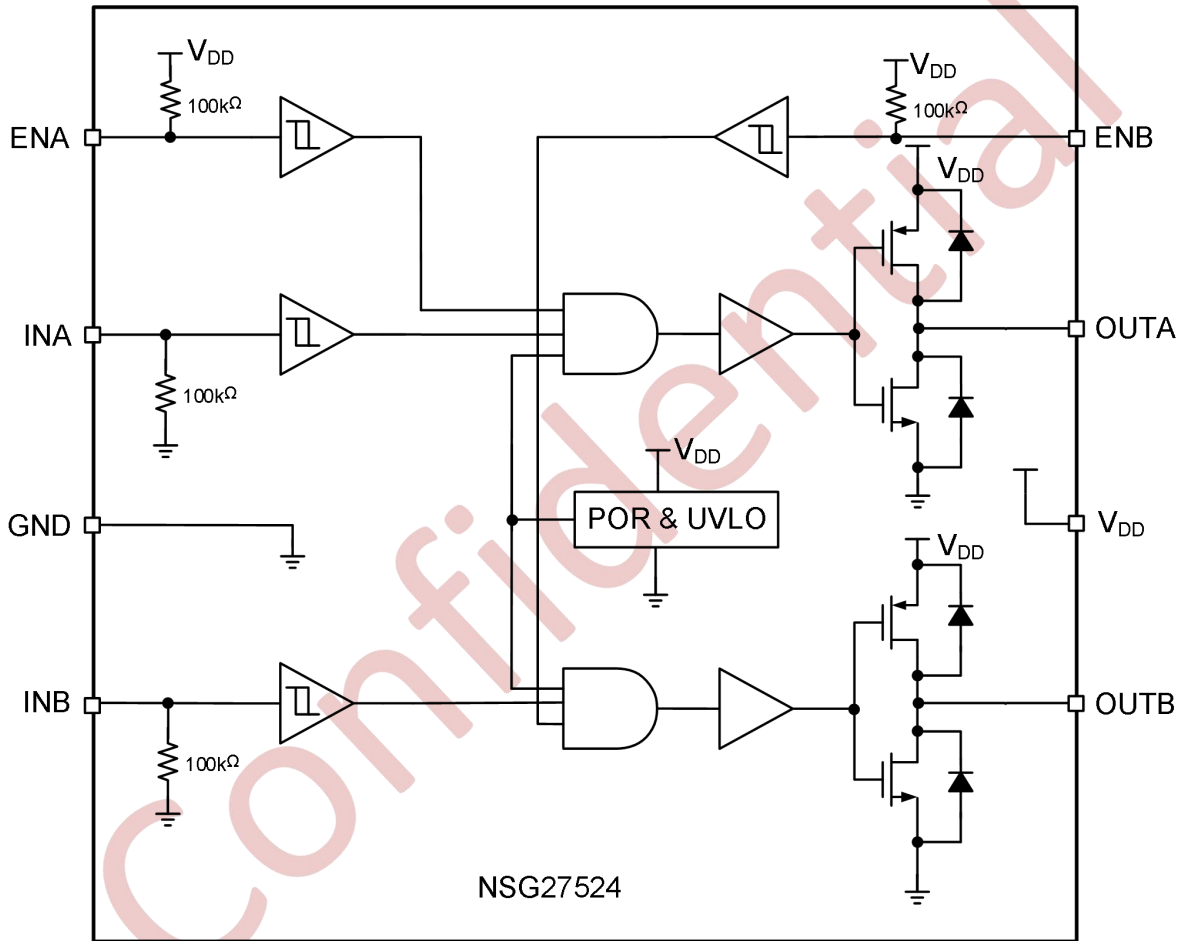 VDD
100kΩ
ENA
VDD
100kΩ
ENB
VDD
INA
100kΩ
OUTA
VDD
POR & UVLO
GND
VDD
VDD
INB
100kΩ
OUTB
NSG27524
Confidential